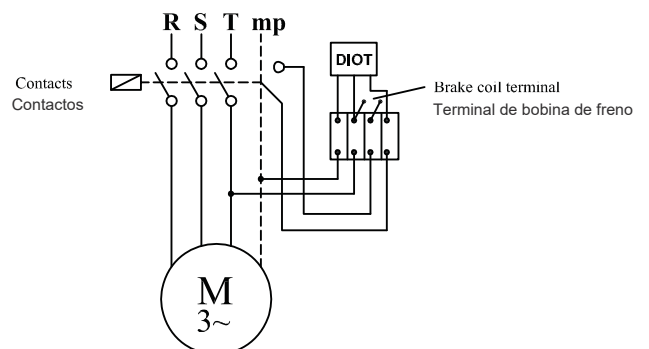 R S T mp
DIOT
Contacts
Contactos
Brake coil terminal
Terminal de bobina de freno
M
3~